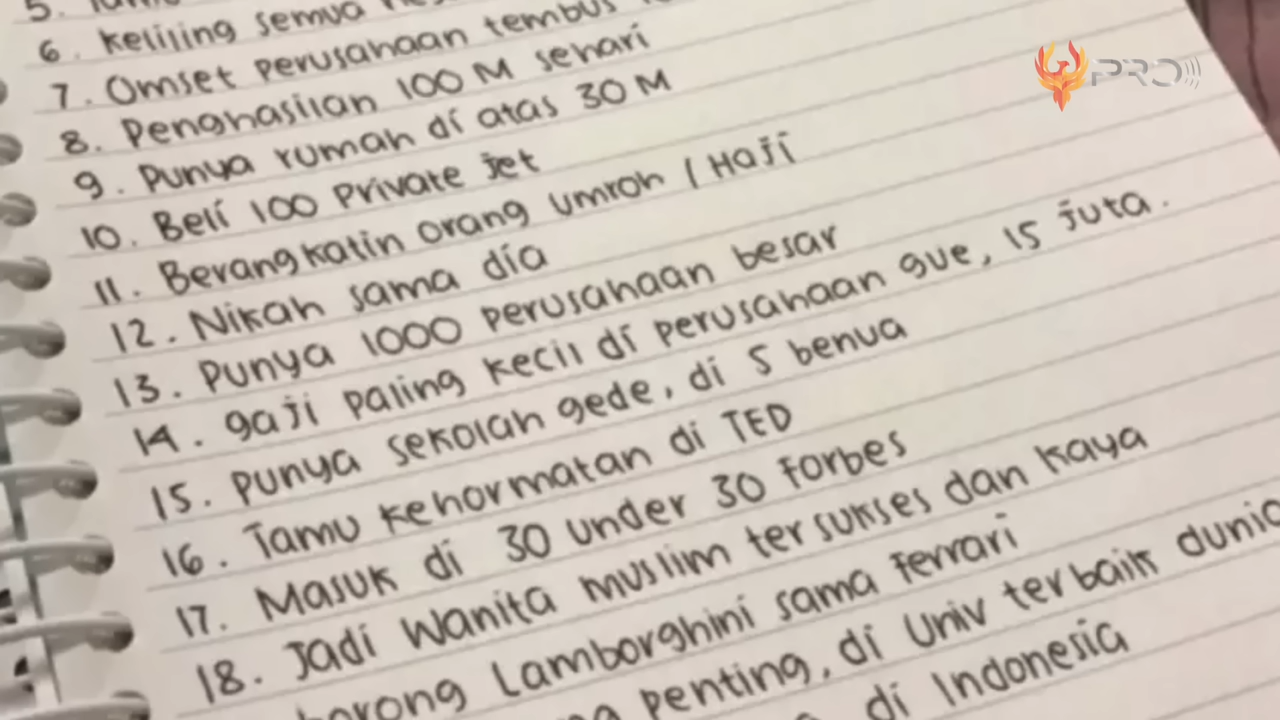 5.
6. Keliling semua
7. Omset perusahaan tembus
8. Penghasilan 100 M sehari
9. Punya rumah di atas 30 M
10. Beli 100 Private jet
11. Berangkatin orang umroh / Haji
12. Nikah sama dia
13. Punya 1000 perusahaan besar
14. gaji paling kecil di perusahaan gue, 15 juta.
15. punya sekolah gede, di 5 benua
16. Tamu kehormatan di TED
17. Masuk di 30 under 30 Forbes
18. Jadi Wanita muslim tersukses dan kaya
borong Lamborghini sama Ferrari
penting, di Univ terbaik dunia
di Indonesia
PRO